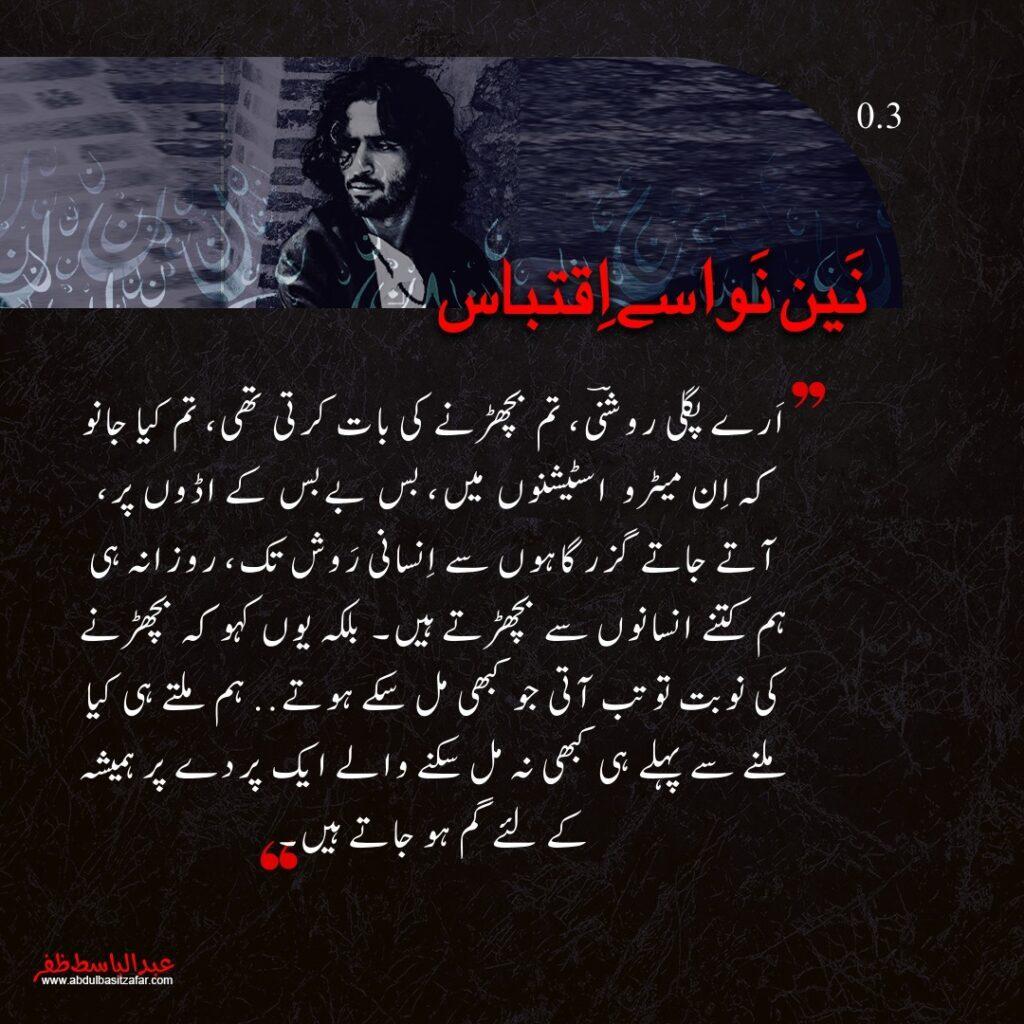 0.3
نَین نَوا سے اِقتباس
”اَرے پگلی روشنیؔ، تم بچھڑنے کی بات کرتی تھی، تم کیا جانو
کہ اِن میٹرو اسٹیشنوں میں، بس بےبس کے اڈوں پر،
آتے جاتے گزرگاہوں سے اِنسانی رَوش تک، روزانہ ہی
ہم کتنے انسانوں سے بچھڑتے ہیں۔ بلکہ یوں کہو کہ بچھڑنے
کی نوبت تو تب آتی جو کبھی مل سکے ہوتے.. ہم ملتے ہی کیا
ملنے سے پہلے ہی کبھی نہ مل سکنے والے ایک پردے پر ہمیشہ
کے لئے گم ہو جاتے ہیں۔“
عبدالباسط ظفر
www.abdulbasitzafar.com